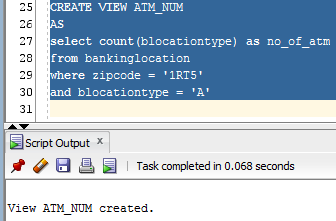 25
26 CREATE VIEW ATM_NUM
27 AS
28 select count(blocationtype) as no_of_atm
29 from bankinglocation
30 where zipcode = '1RT5'
31 and blocationtype = 'A'
Script Output x
Task completed in 0.068 seconds
View ATM_NUM created.